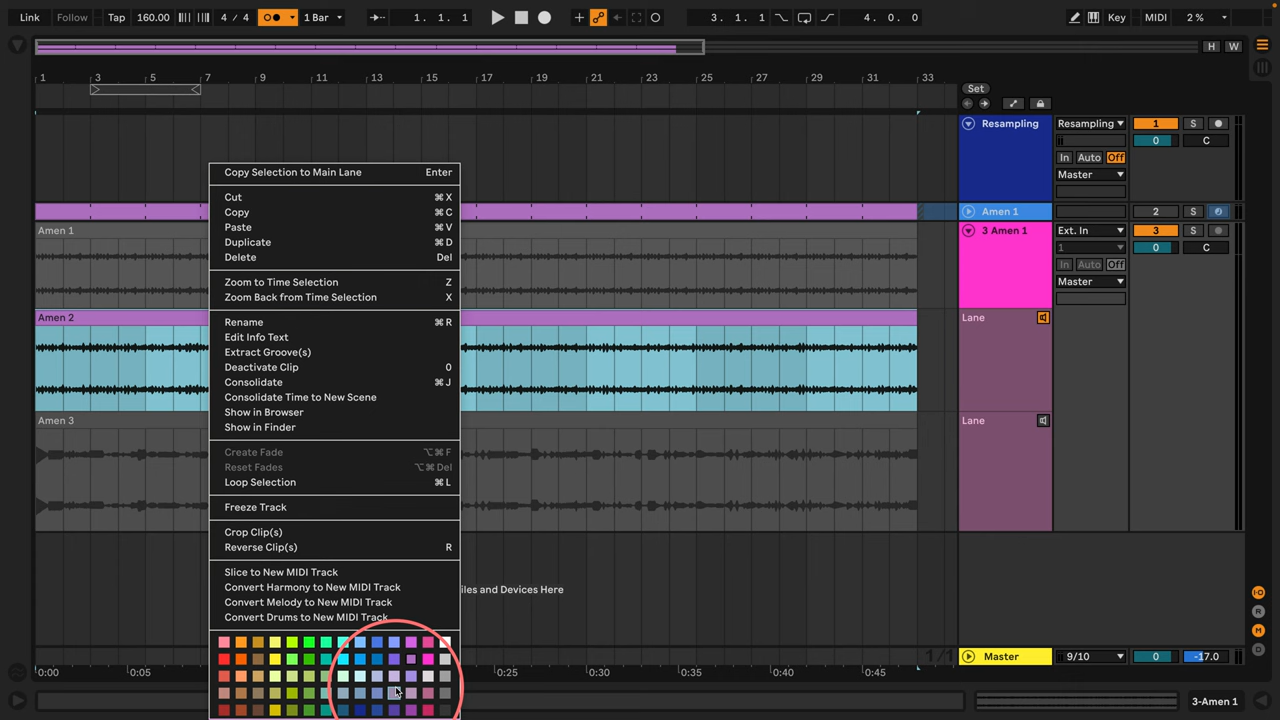 Link Follow Tap 160.00 4 / 4 1 Bar 1. 1. 1 3. 1. 1 4. 0. 0 Key MIDI 2 %
H W
1 3 5 7 9 11 13 15 17 19 21 23 25 27 29 31 33
Set
Resampling Resampling 1 S
0 C
In Auto Off
Master
Amen 1 2 S
Amen 1
3 Amen 1 Ext. In 3 S
1 0 C
In Auto Off
Master
Amen 2
Lane
Amen 3
Lane
Copy Selection to Main Lane Enter
Cut ⌘ X
Copy ⌘ C
Paste ⌘ V
Duplicate ⌘ D
Delete Del
Zoom to Time Selection Z
Zoom Back from Time Selection X
Rename ⌘ R
Edit Info Text
Extract Groove(s)
Deactivate Clip 0
Consolidate ⌘ J
Consolidate Time to New Scene
Show in Browser
Show in Finder
Create Fade ⌥⌘ F
Reset Fades ⌥⌘ Del
Loop Selection ⌘ L
Freeze Track
Crop Clip(s)
Reverse Clip(s) R
Slice to New MIDI Track
Convert Harmony to New MIDI Track
Convert Melody to New MIDI Track
Convert Drums to New MIDI Track
iles and Devices Here
I·O
R
M
D
1/1
Master 9/10 0 -17.0
0:00 0:05 0:25 0:30 0:35 0:40 0:45
3-Amen 1